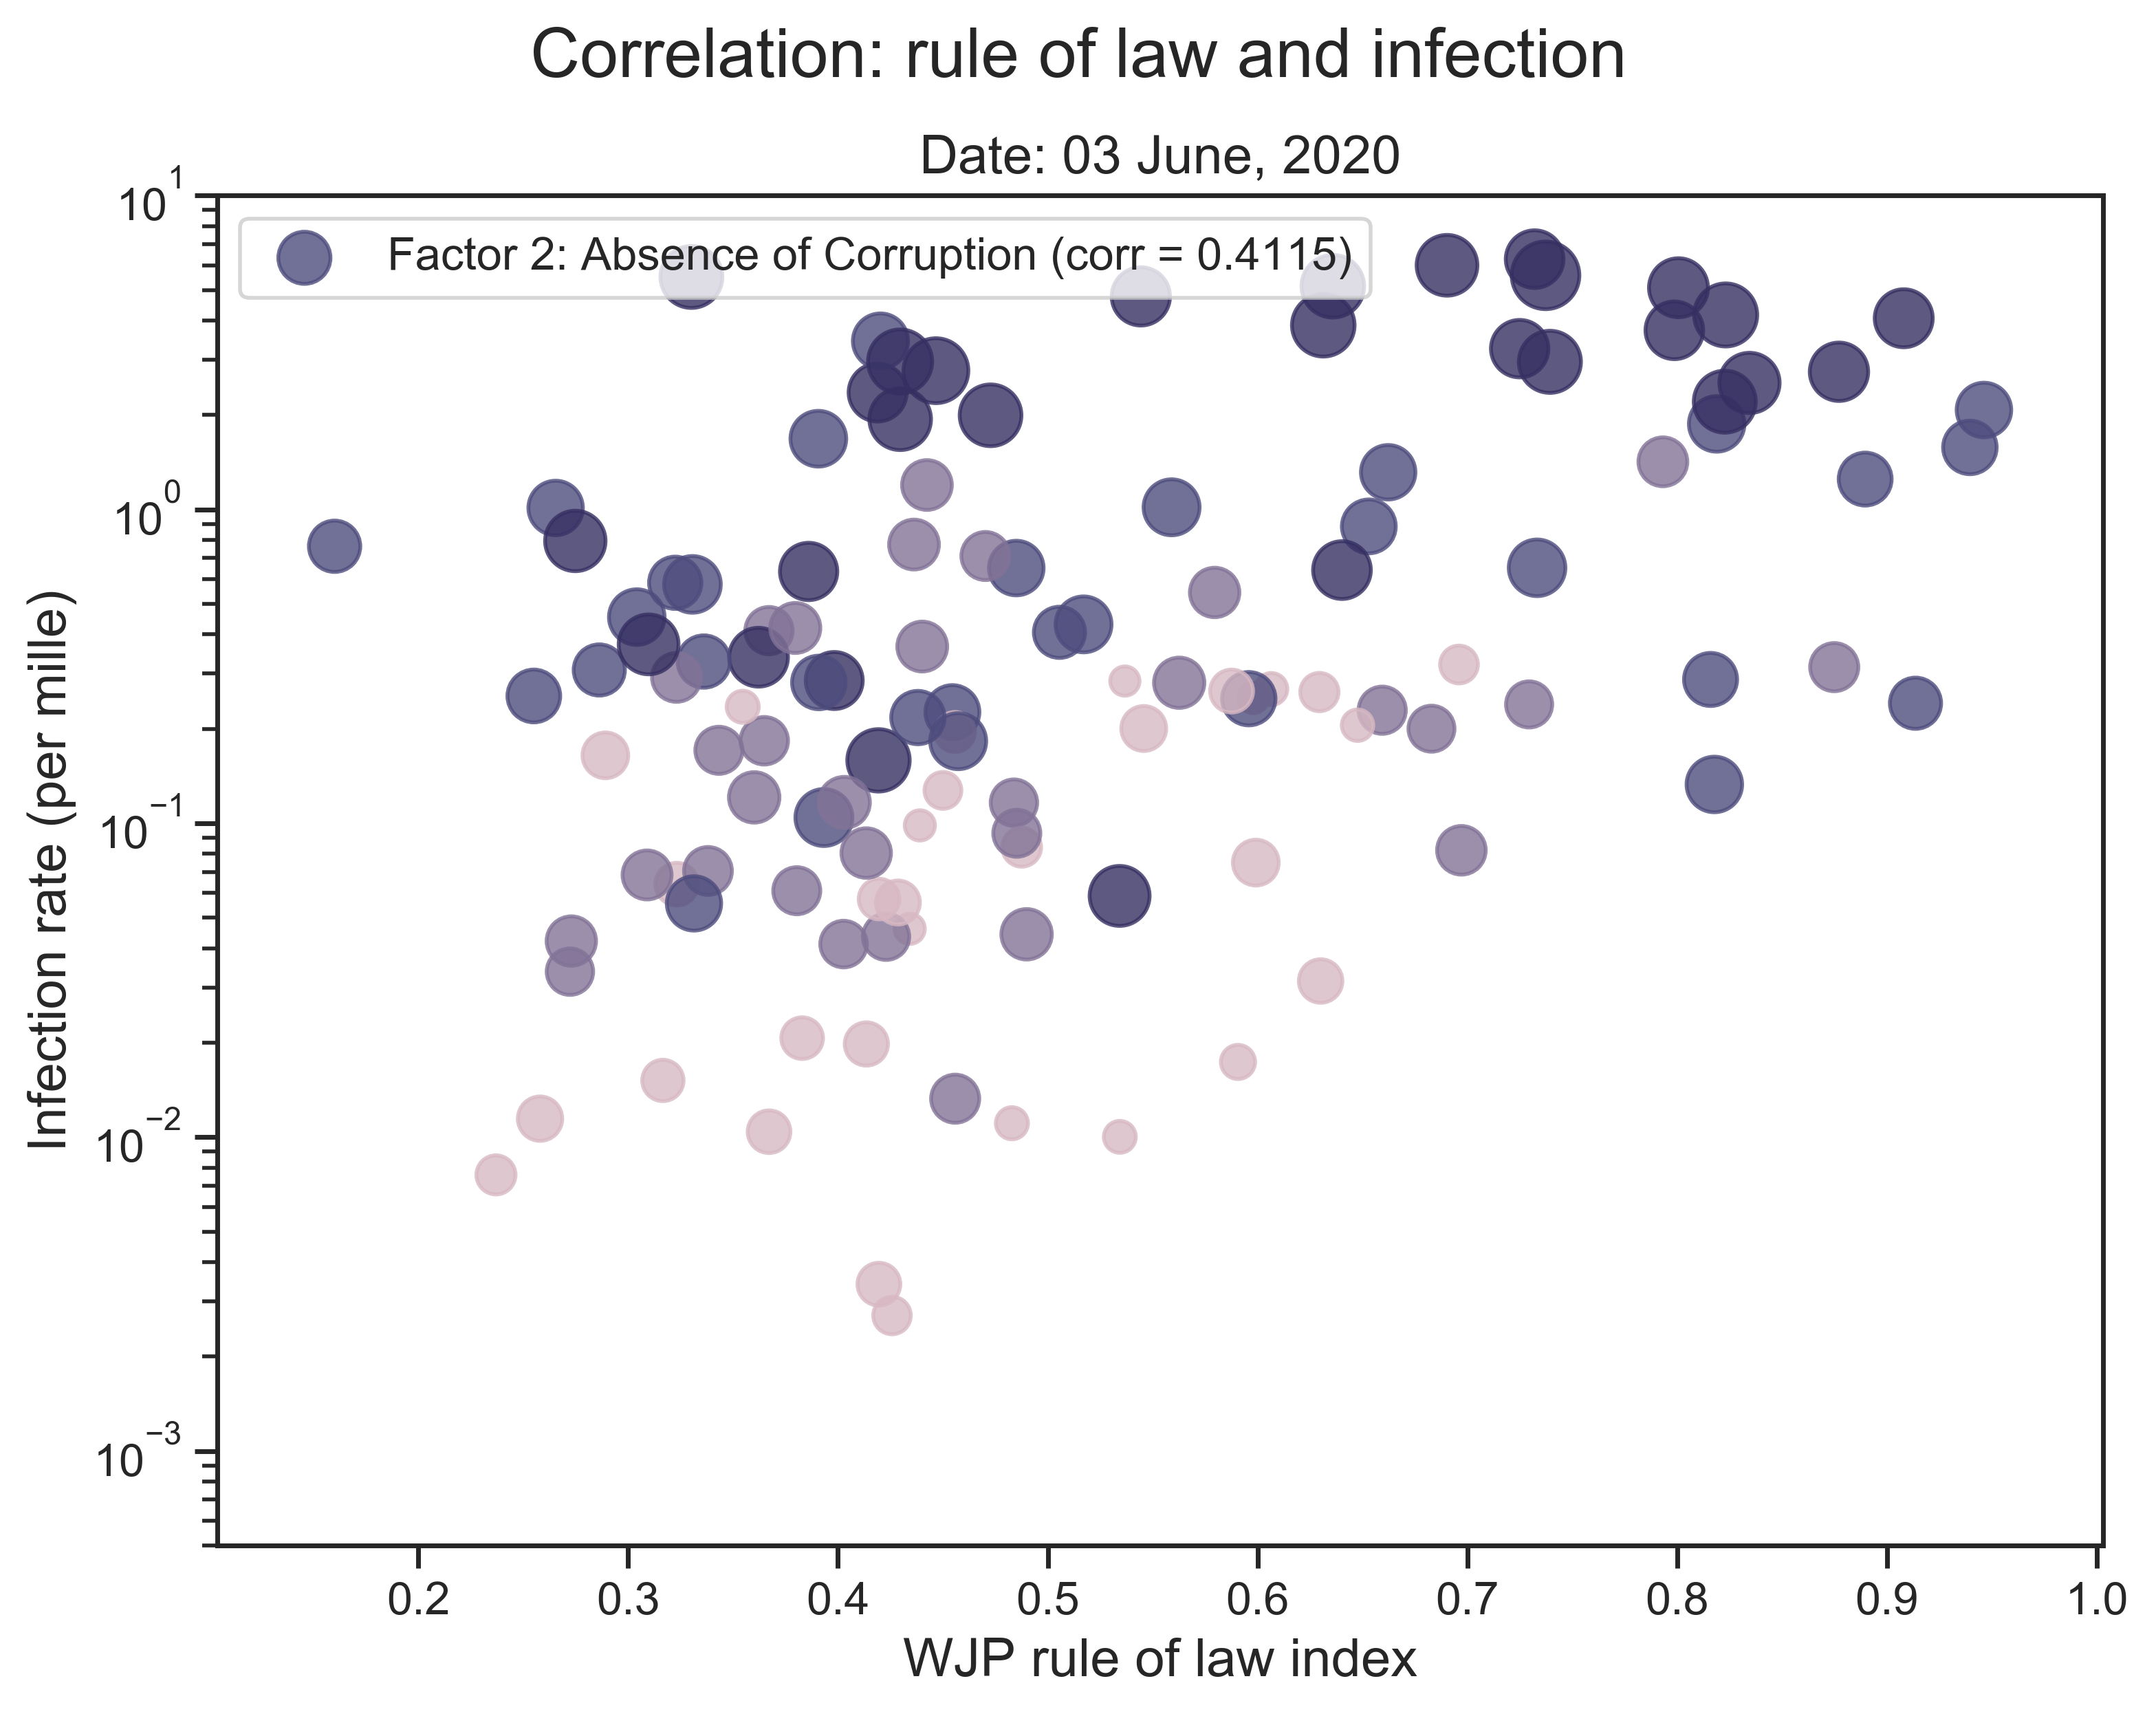 Correlation: rule of law and infection
Date: 03 June, 2020
Factor 2: Absence of Corruption (corr = 0.4115)
Infection rate (per mille)
10^1
10^0
10^−1
10^−2
10^−3
0.2 0.3 0.4 0.5 0.6 0.7 0.8 0.9 1.0
WJP rule of law index